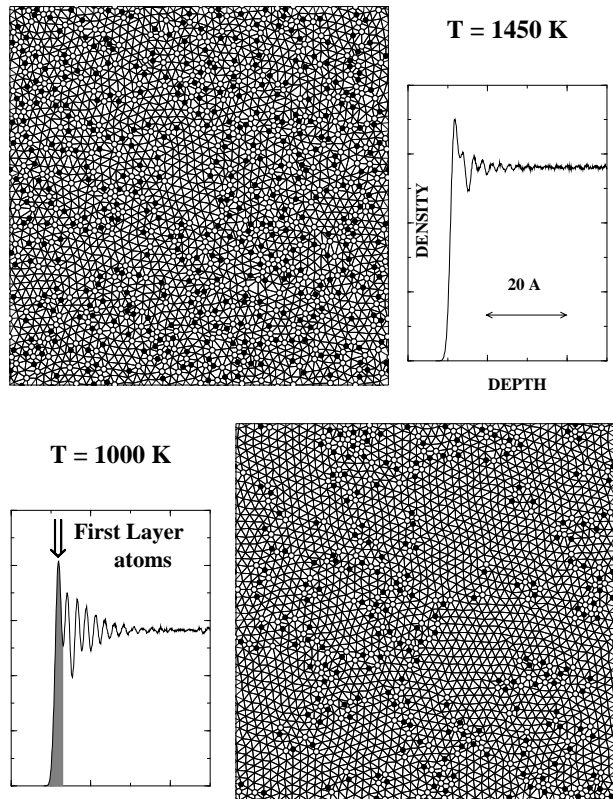 T = 1450 K
DENSITY
20 A
DEPTH
T = 1000 K
First Layer
atoms